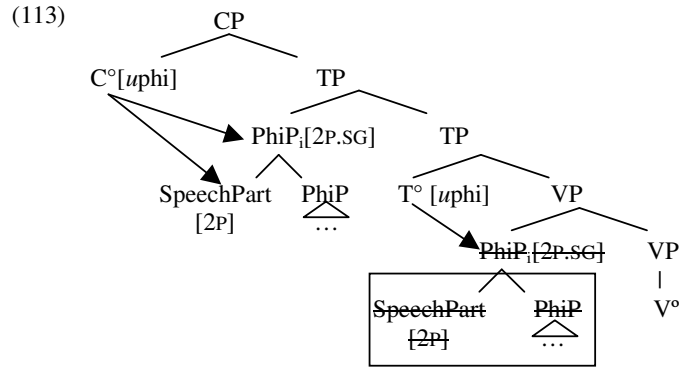 (113)
CP
C°[uphi] TP
PhiPi[2P.SG] TP
SpeechPart PhiP T° [uphi] VP
[2P] …
PhiPi[2P.SG] VP
SpeechPart PhiP Vº
[2P] …